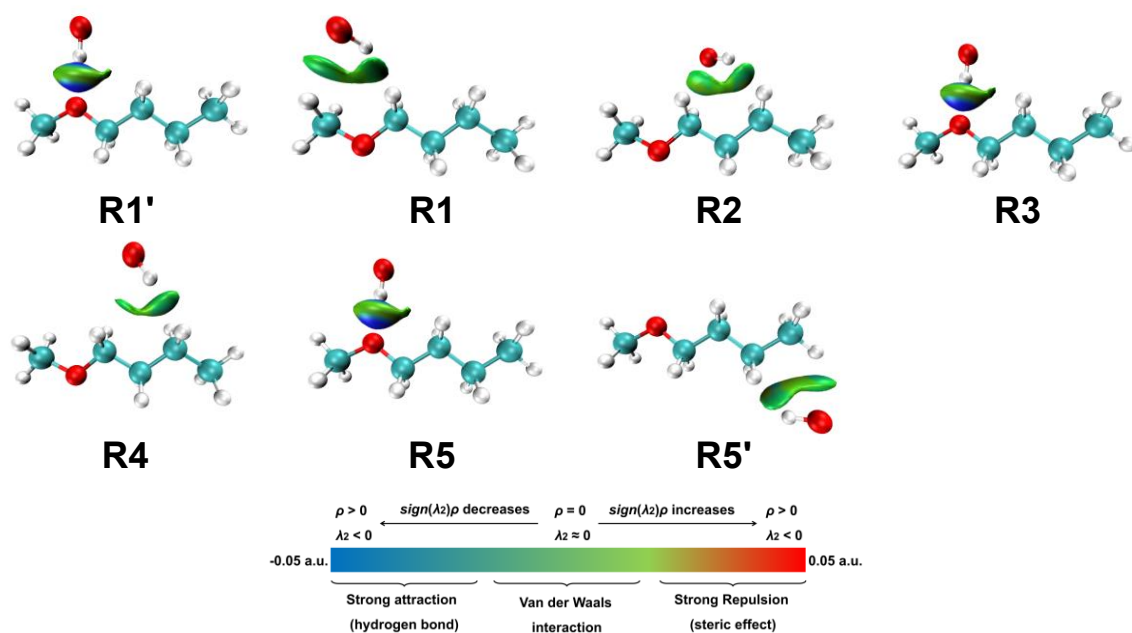 R1'
R1
R2
R3
R4
R5
R5'
ρ > 0 sign(λ₂)ρ decreases ρ = 0 sign(λ₂)ρ increases ρ > 0
λ₂ < 0 λ₂ ≈ 0 λ₂ < 0
-0.05 a.u. 0.05 a.u.
Strong attraction Van der Waals Strong Repulsion
(hydrogen bond) interaction (steric effect)